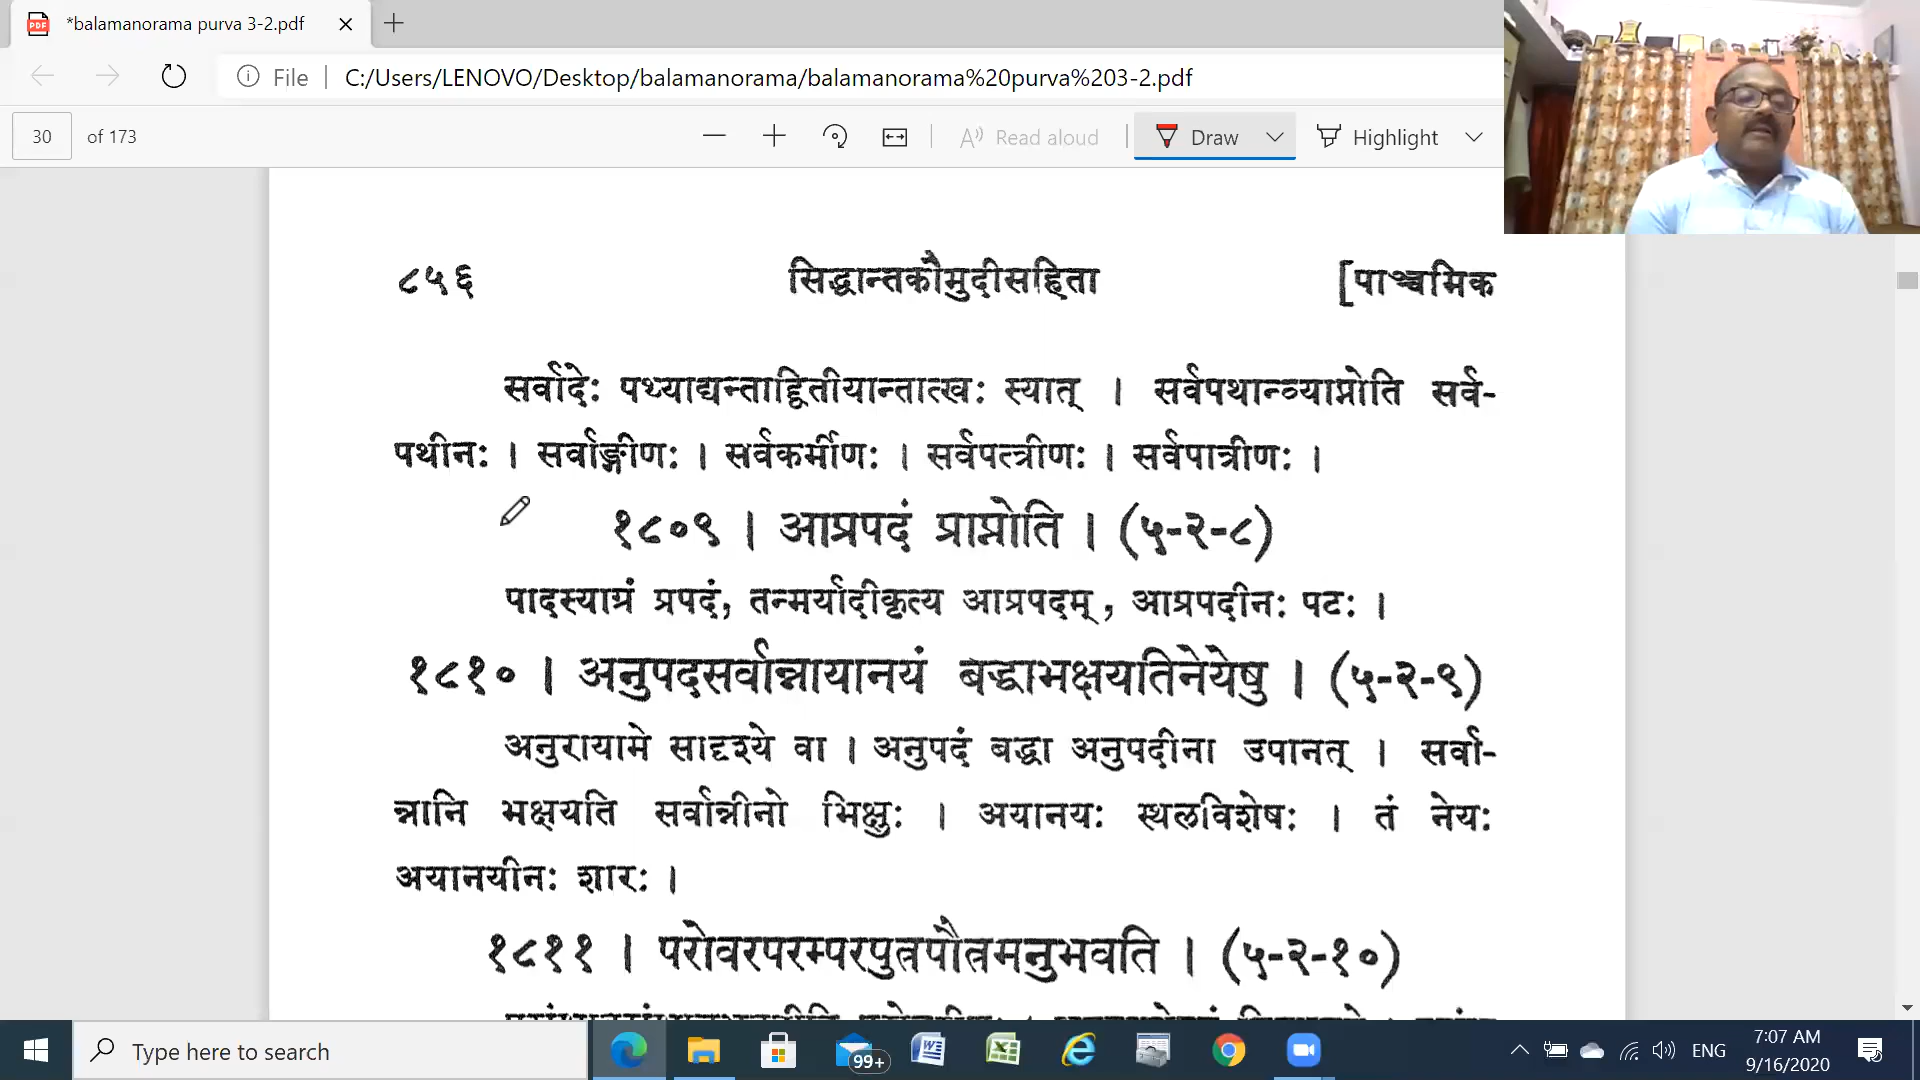 *balamanorama purva 3-2.pdf
File | C:/Users/LENOVO/Desktop/balamanorama/balamanorama%20purva%203-2.pdf
30 of 173
Read aloud
Draw
Highlight
८५६ सिद्धान्तकौमुदीसहिता [पाञ्चमिक
सर्वादेः पथ्याद्यन्ताद्द्वितीयान्तात्खः स्यात् । सर्वपथान्व्याप्नोति सर्व-
पथीनः । सर्वाङ्गीणः । सर्वकर्मीणः । सर्वपत्त्रीणः । सर्वपात्रीणः ।
१८०९ । आप्रपदं प्राप्नोति । (५-२-८)
पादस्याग्रं प्रपदं, तन्मर्यादीकृत्य आप्रपदम् , आप्रपदीनः पटः ।
१८१० । अनुपदसर्वान्नायानयं बद्धाभक्षयतिनेयेषु । (५-२-९)
अनुरायामे सादृश्ये वा । अनुपदं बद्धा अनुपदीना उपानत् । सर्वा-
न्नानि भक्षयति सर्वान्नीनो भिक्षुः । अयानयः स्थलविशेषः । तं नेयः
अयानयीनः शारः ।
१८११ । परोवरपरम्परपुत्रपौत्रमनुभवति । (५-२-१०)
Type here to search
99+
ENG
7:07 AM
9/16/2020